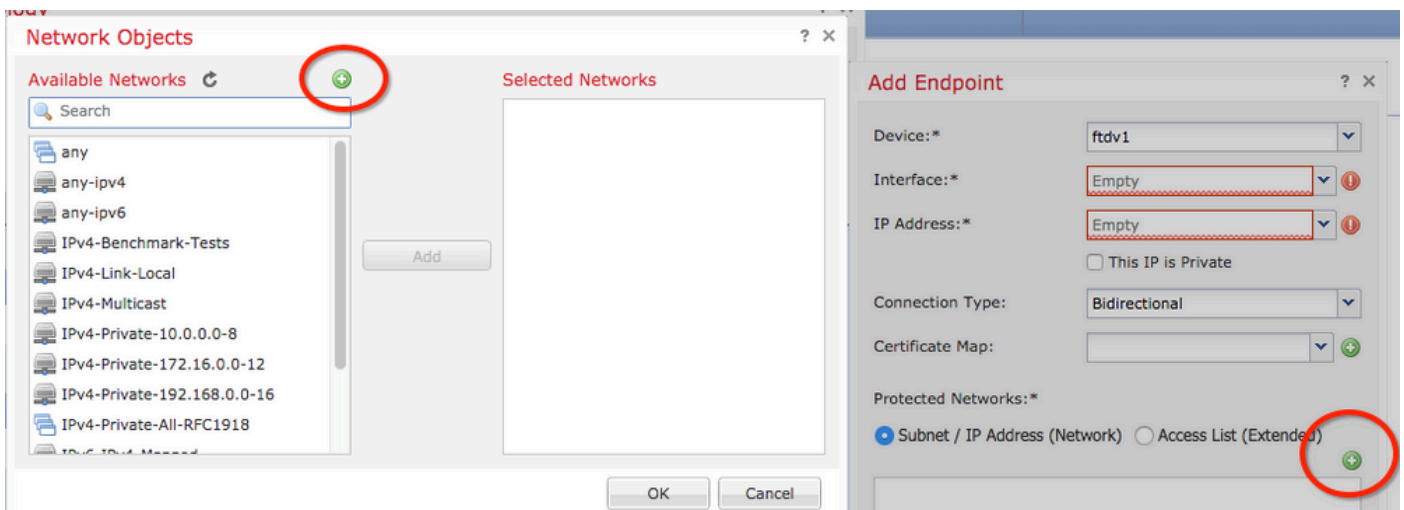 Network Objects
? ×
Available Networks
Selected Networks
Search
any
any-ipv4
any-ipv6
IPv4-Benchmark-Tests
IPv4-Link-Local
IPv4-Multicast
IPv4-Private-10.0.0.0-8
IPv4-Private-172.16.0.0-12
IPv4-Private-192.168.0.0-16
IPv4-Private-All-RFC1918
IPv6-IPv4-Mapped
Add
OK
Cancel
Add Endpoint
? ×
Device:*
ftdv1
Interface:*
Empty
IP Address:*
Empty
This IP is Private
Connection Type:
Bidirectional
Certificate Map:
Protected Networks:*
Subnet / IP Address (Network)
Access List (Extended)